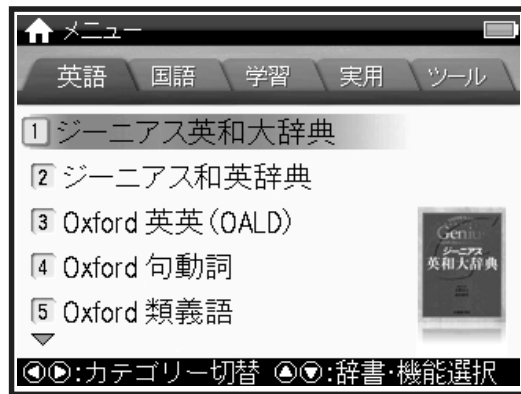 メニュー
英語 国語 学習 実用 ツール
1 ジーニアス英和大辞典
2 ジーニアス和英辞典
3 Oxford 英英(OALD)
4 Oxford 句動詞
5 Oxford 類義語
Genius
ジーニアス
英和大辞典
◀▶:カテゴリー切替 ▲▼:辞書・機能選択